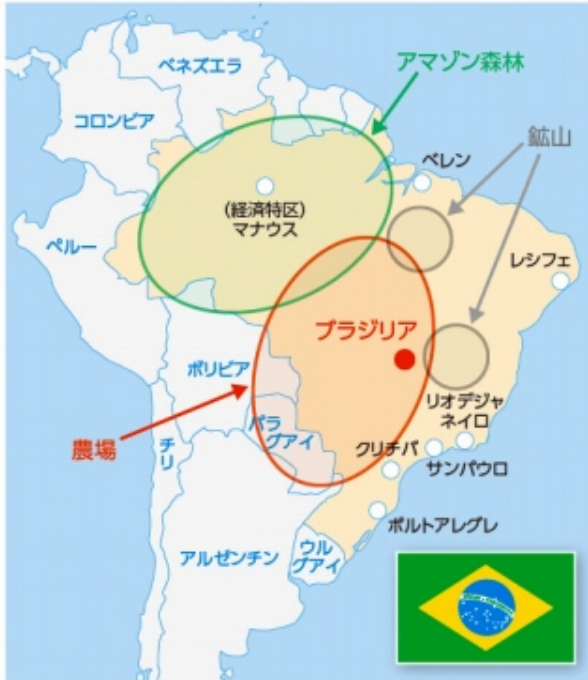 ベネズエラ
アマゾン森林
コロンビア
鉱山
ベレン
(経済特区)
マナウス
ペルー
レシフェ
ブラジリア
ボリビア
リオデジャ
ネイロ
パラ
グアイ
農場
チリ
クリチバ
サンパウロ
ポルトアレグレ
アルゼンチン
ウル
グアイ